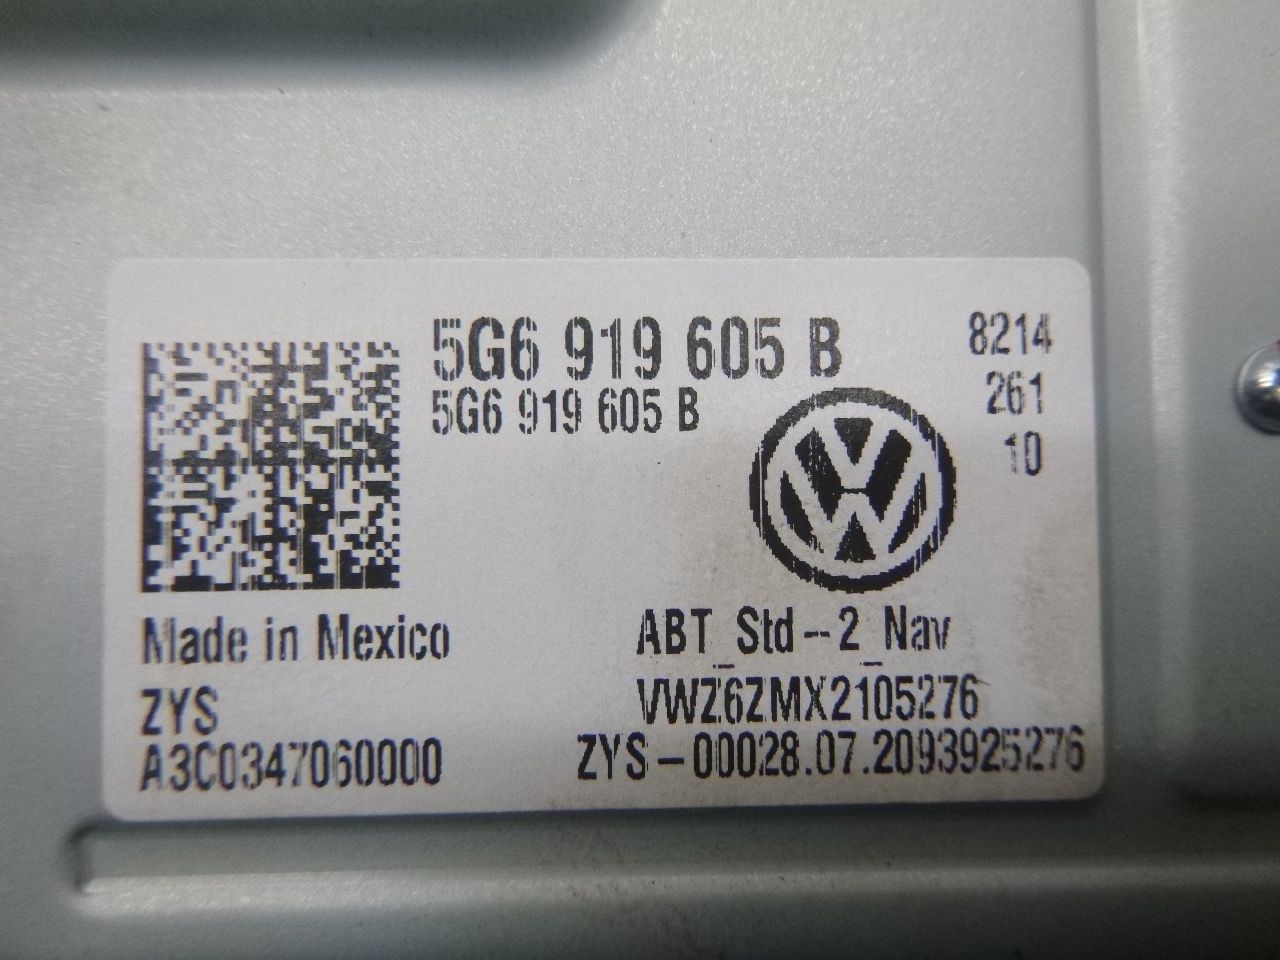 5G6 919 605 B
5G6 919 605 B
8214
261
10
Made in Mexico
ZYS
A3C0347060000
ABT_Std--2_Nav
VWZ6ZMX2105276
ZYS-00028.07.2093925276